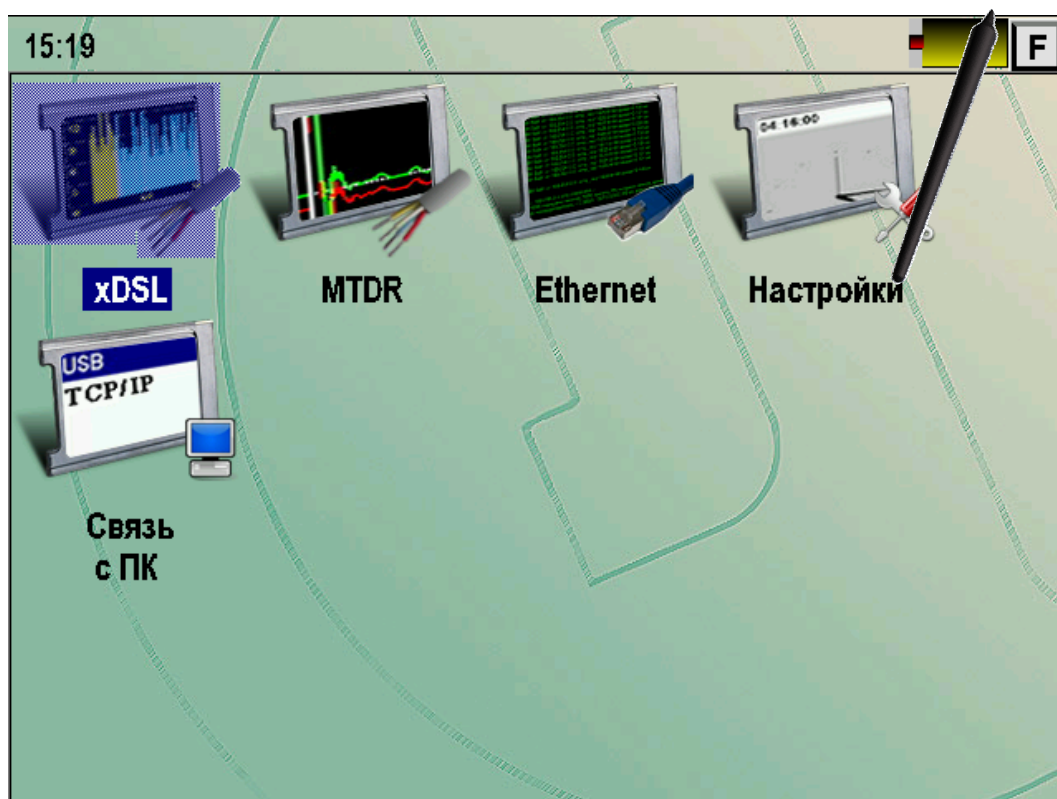 15:19
F
04.16:00
xDSL
MTDR
Ethernet
Настройки
USB
TCP/IP
Связь
с ПК